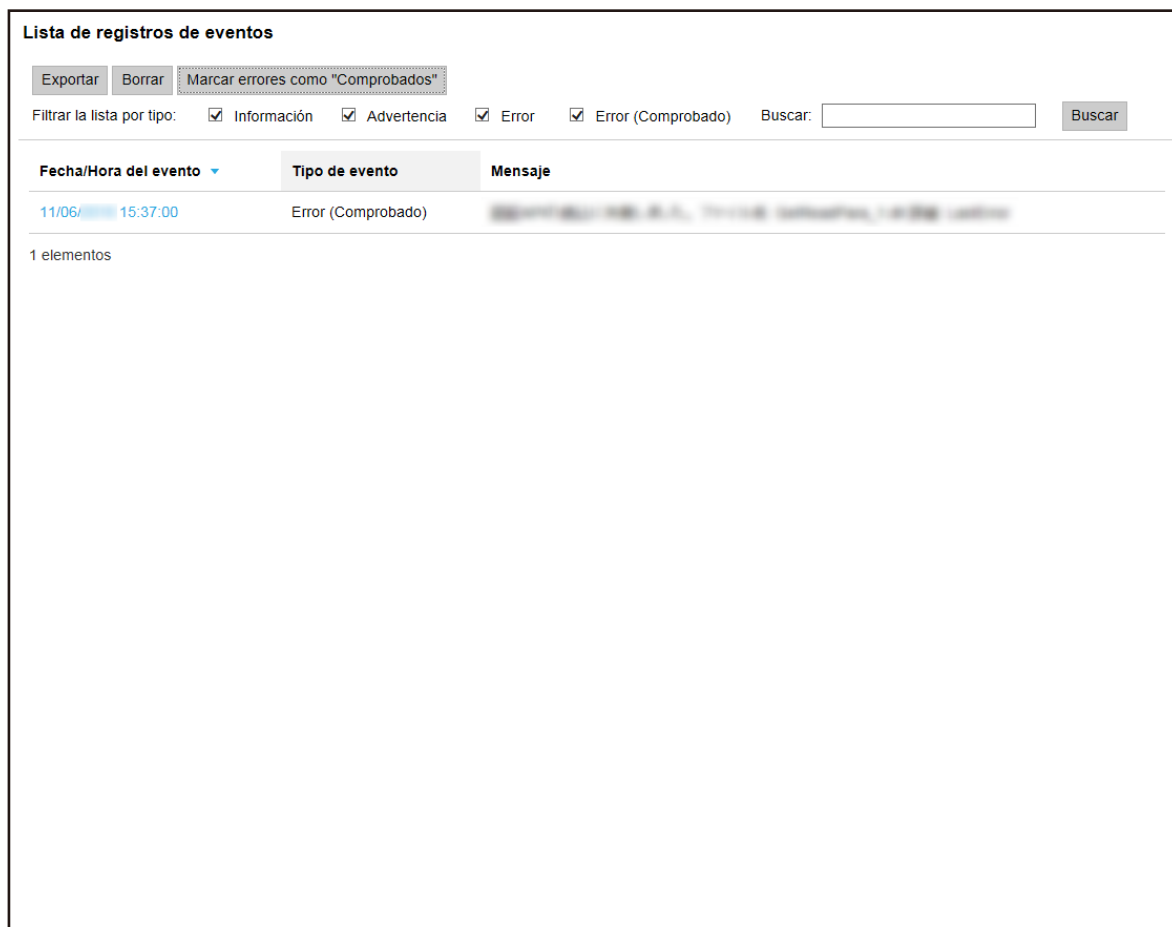 Lista de registros de eventos
Exportar Borrar Marcar errores como "Comprobados"
Filtrar la lista por tipo: Información Advertencia Error Error (Comprobado) Buscar: Buscar
Fecha/Hora del evento Tipo de evento Mensaje
11/06/ 15:37:00 Error (Comprobado)
1 elementos